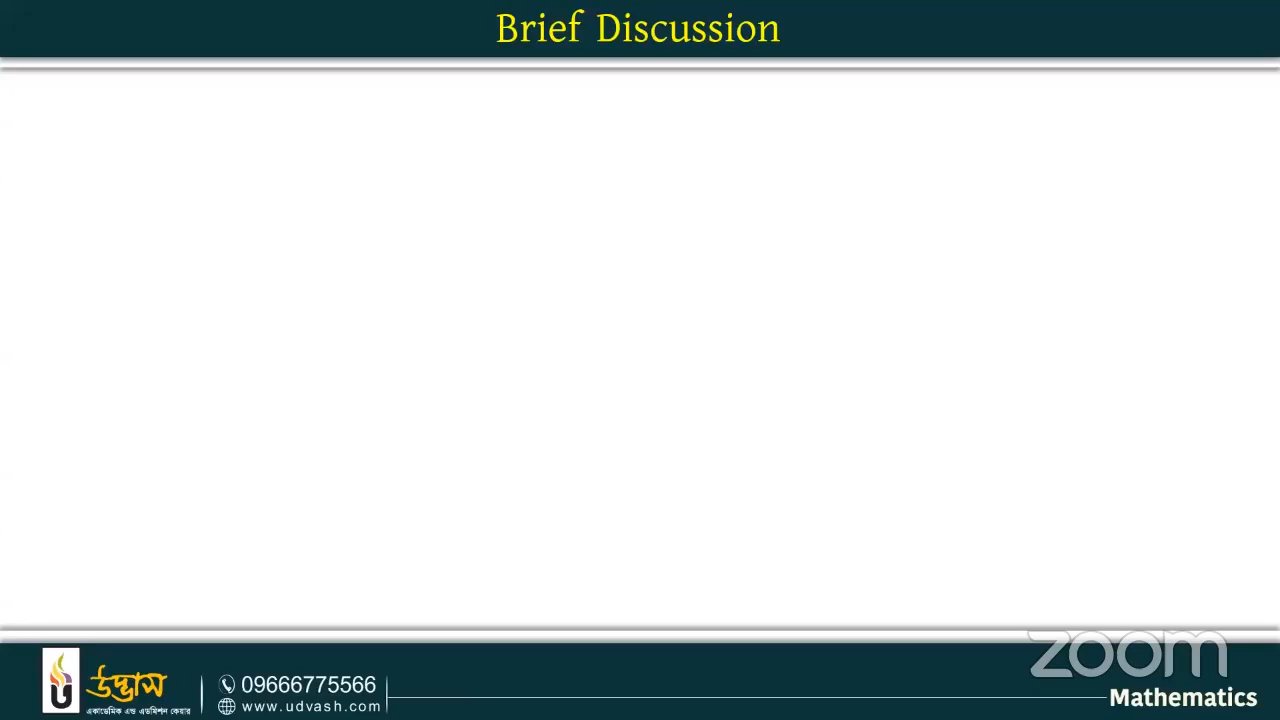 Brief Discussion
zoom
উদ্ভাস
একাডেমিক এন্ড এডমিশন কেয়ার
09666775566
www.udvash.com
Mathematics